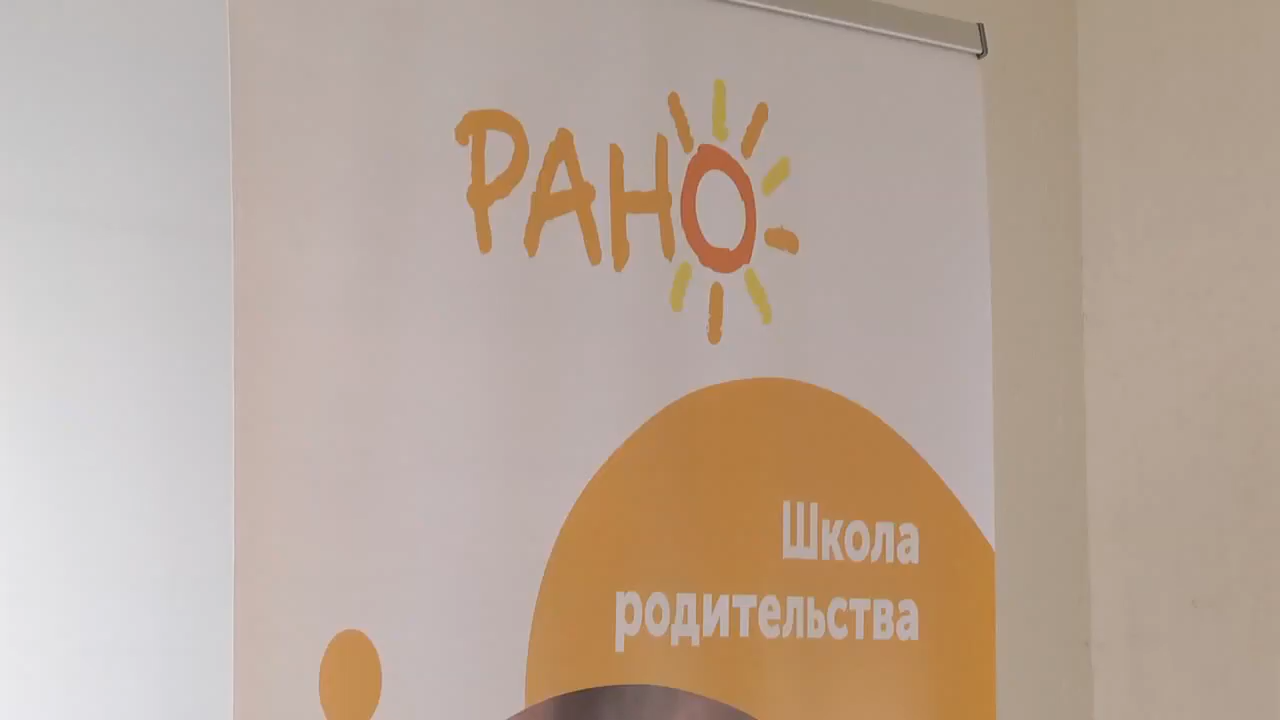 РАНО
Школа
родительства